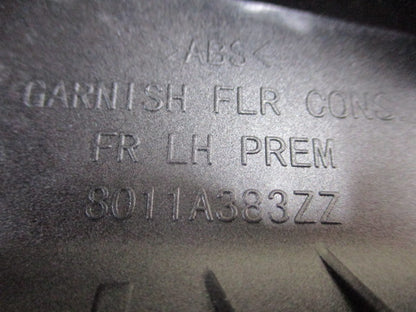 >ABS<
GARNISH FLR CONS.
FR LH PREM
8011A383ZZ